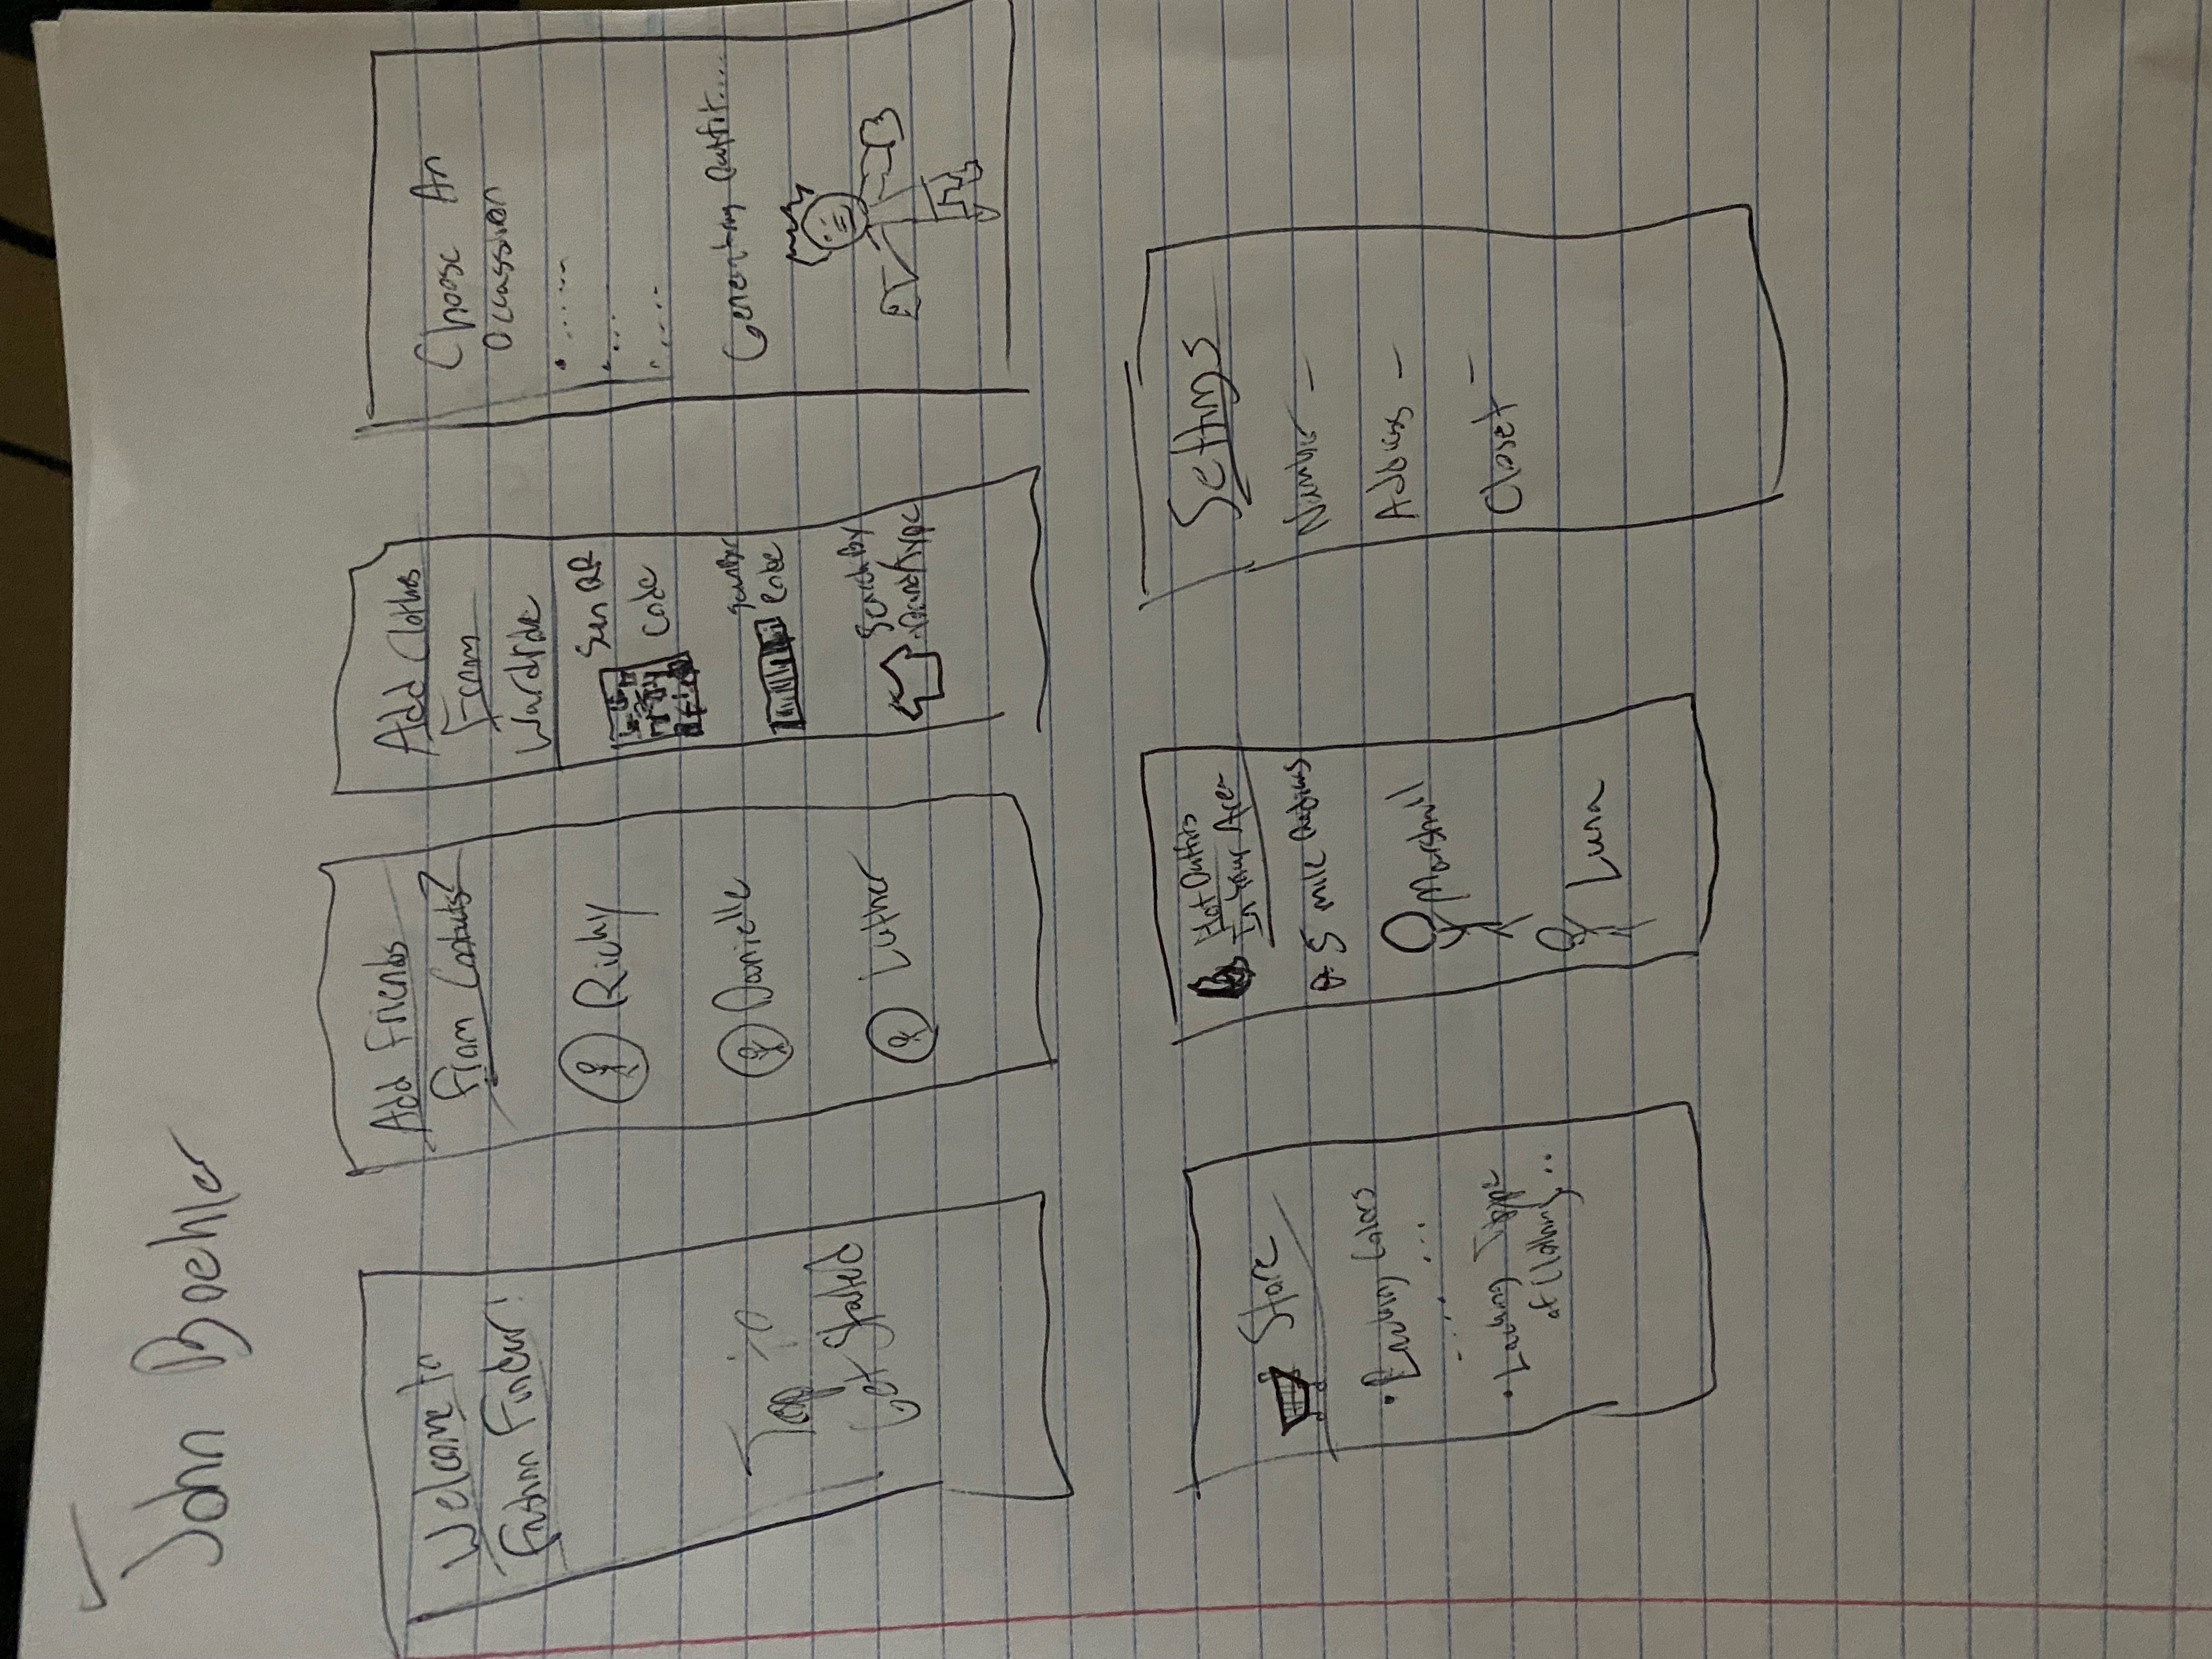 John Boehler
Welcome to
Fashion Finder!
Tap to
Get Started
Add Friends
From Contacts?
Richy
Danielle
Luther
Add Clothes
From
Wardrobe
Scan QR
Code
Scan Bar
Code
Search By
Brand/Type
Choose An
Occassion
Generating Outfit....
Store
• Lacking Colors
• Lacking Type
of Clothing...
Hot Outfits
In Your Area
5 mile Radius
Marshall
Luna
Settings
Number –
Address –
Closet –